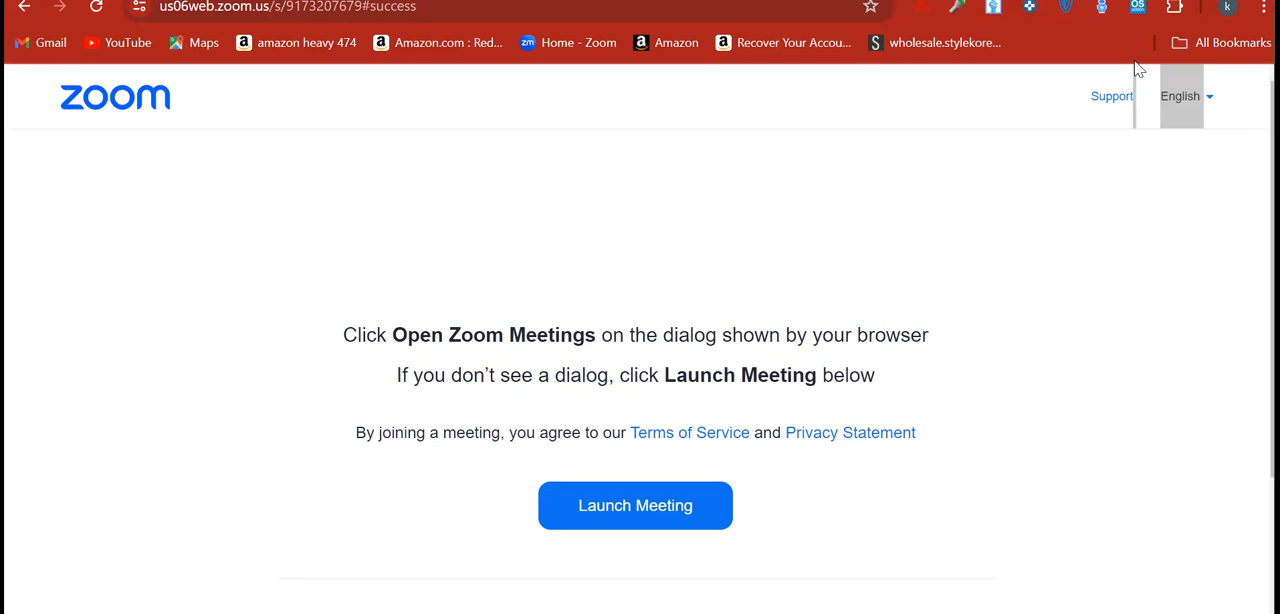 us06web.zoom.us/s/9173207679#success
k
Gmail YouTube Maps amazon heavy 474 Amazon.com : Red... Home - Zoom Amazon Recover Your Accou... wholesale.stylekore... All Bookmarks
zoom
Support English
Click Open Zoom Meetings on the dialog shown by your browser
If you don’t see a dialog, click Launch Meeting below
By joining a meeting, you agree to our Terms of Service and Privacy Statement
Launch Meeting